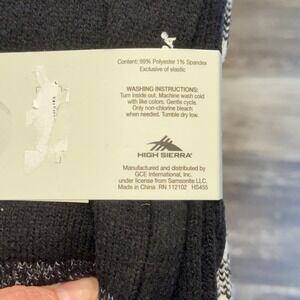 Content: 99% Polyester 1% Spandex
Exclusive of elastic
WASHING INSTRUCTIONS:
Turn inside out. Machine wash cold
with like colors. Gentle cycle.
Only non-chlorine bleach
when needed. Tumble dry low.
HIGH SIERRA
Manufactured and distributed by
GCE International, Inc.
under license from Samsonite LLC.
Made in China RN 112102 HS455